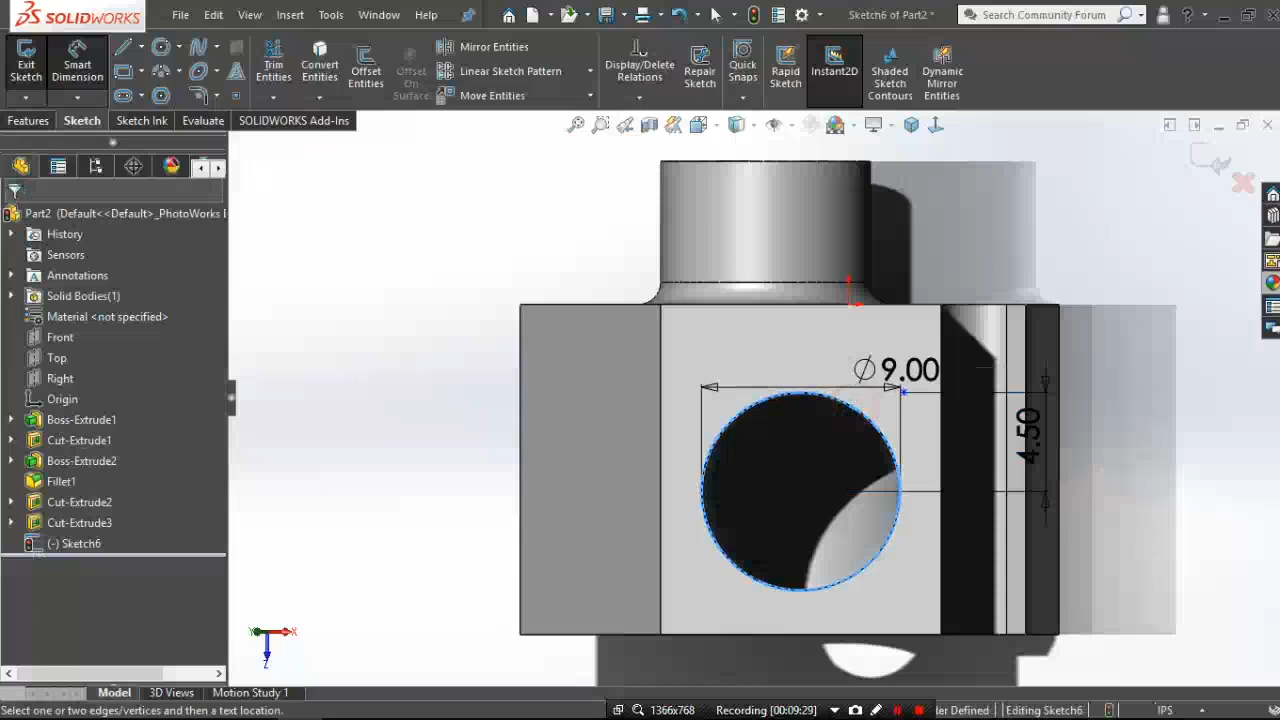 SOLIDWORKS File Edit View Insert Tools Window Help Sketch6 of Part2 * Search Community Forum
Exit Sketch
Smart Dimension
Trim Entities
Convert Entities
Offset Entities
Offset On Surface
Mirror Entities
Linear Sketch Pattern
Move Entities
Display/Delete Relations
Repair Sketch
Quick Snaps
Rapid Sketch
Instant2D
Shaded Sketch Contours
Dynamic Mirror Entities
Features Sketch Sketch Ink Evaluate SOLIDWORKS Add-Ins
Part2 (Default<<Default>_PhotoWorks
History
Sensors
Annotations
Solid Bodies(1)
Material <not specified>
Front
Top
Right
Origin
Boss-Extrude1
Cut-Extrude1
Boss-Extrude2
Fillet1
Cut-Extrude2
Cut-Extrude3
(-) Sketch6
∅9.00
4.50
Y X
Z
Model 3D Views Motion Study 1
Select one or two edges/vertices and then a text location. 1366x768 Recording [00:09:29] er Defined Editing Sketch6 IPS